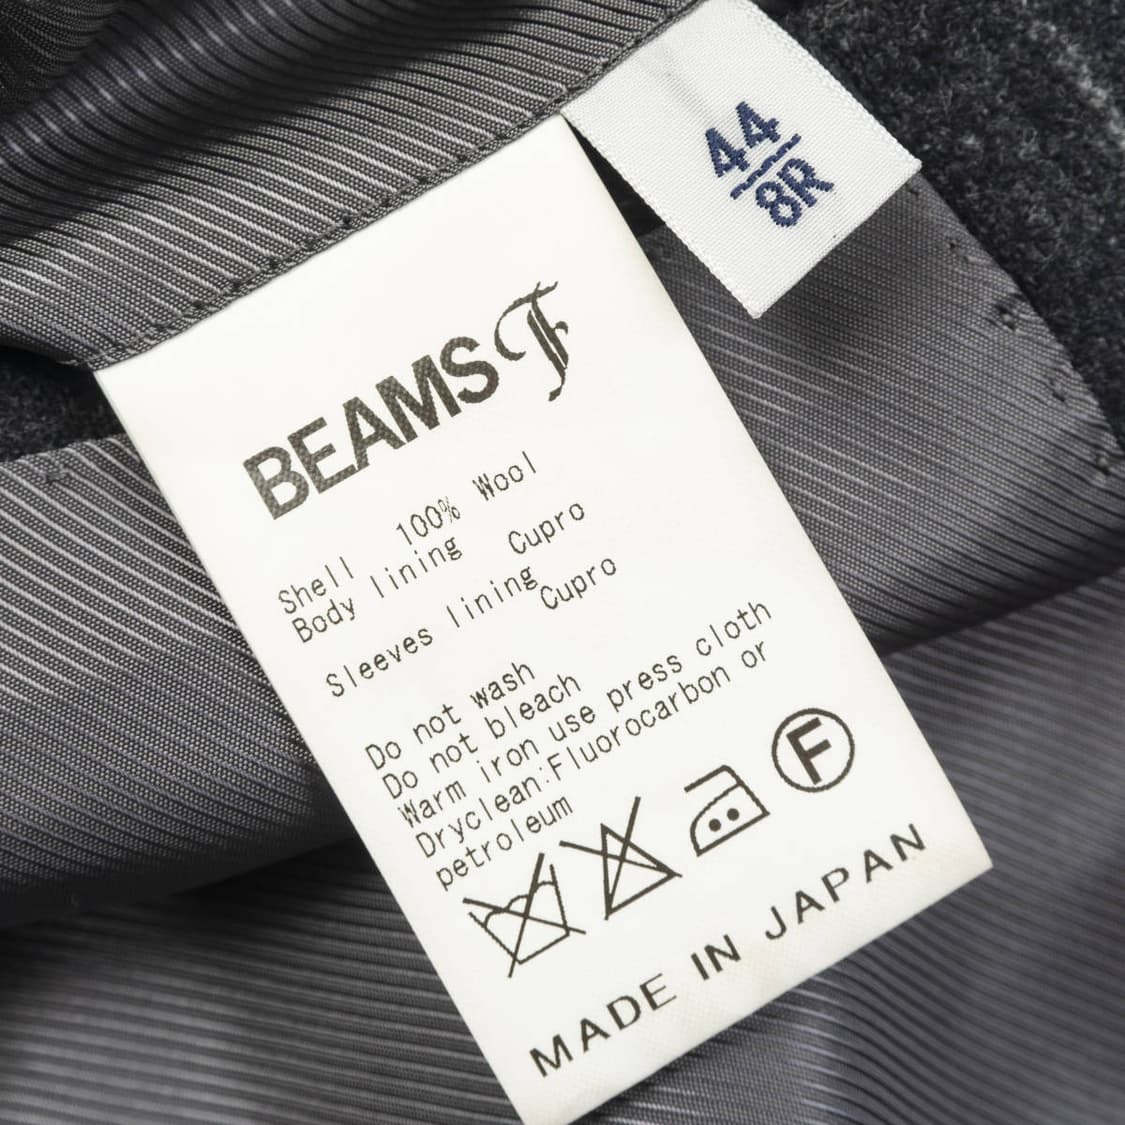 44
8R
BEAMS F
Shell 100% Wool
Body lining Cupro
Sleeves lining
Cupro
Do not wash
Do not bleach
Warm iron use press cloth
Dryclean:Fluorocarbon or
petroleum
F
MADE IN JAPAN